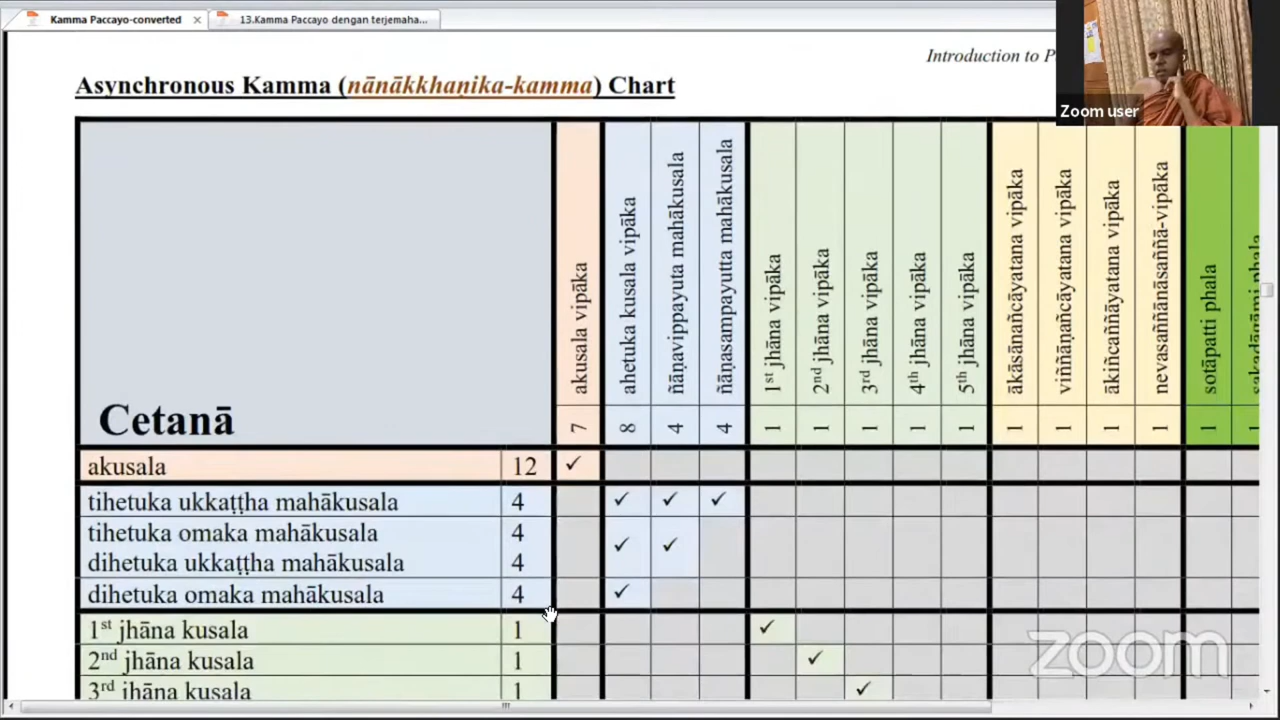 Kamma Paccayo-converted
13.Kamma Paccayo dengan terjemaha...
Introduction to P
Zoom user
Asynchronous Kamma (nānākkhaṇika-kamma) Chart
akusala vipāka
ahetuka kusala vipāka
ñāṇavippayuta mahākusala
ñāṇasampayutta mahākusala
1st jhāna vipāka
2nd jhāna vipāka
3rd jhāna vipāka
4th jhāna vipāka
5th jhāna vipāka
ākāsānañcāyatana vipāka
viññāṇañcāyatana vipāka
ākiñcaññāyatana vipāka
nevasaññānāsaññā-vipāka
sotāpatti phala
sakadāgāmi phala
Cetanā 7 8 4 4 1 1 1 1 1 1 1 1 1 1 1
akusala 12 ✓
tihetuka ukkaṭṭha mahākusala 4 ✓ ✓ ✓
tihetuka omaka mahākusala 4
✓ ✓
dihetuka ukkaṭṭha mahākusala 4
dihetuka omaka mahākusala 4 ✓
1st jhāna kusala 1 ✓
2nd jhāna kusala 1 ✓
3rd jhāna kusala 1 ✓
zoom